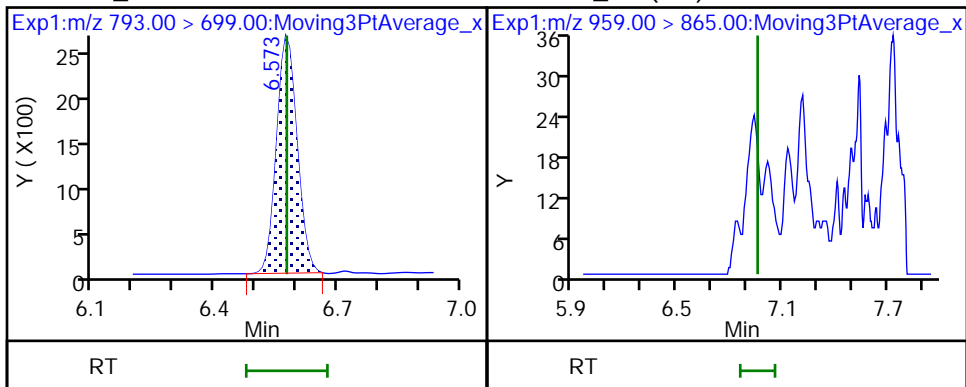 Exp1:m/z 793.00 > 699.00:Moving3PtAverage_x
Y ( X100)
25
20
15
10
5
0
6.573
6.1 6.4 6.7 7.0
Min
RT
Exp1:m/z 959.00 > 865.00:Moving3PtAverage_x
Y
36
30
24
18
12
6
0
5.9 6.5 7.1 7.7
Min
RT